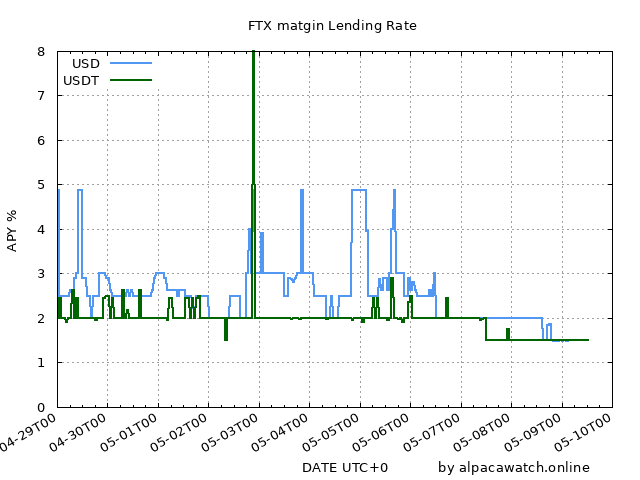 FTX matgin Lending Rate
USD
USDT
8
7
6
5
4
3
2
1
0
APY %
04-29T00
04-30T00
05-01T00
05-02T00
05-03T00
05-04T00
05-05T00
05-06T00
05-07T00
05-08T00
05-09T00
05-10T00
DATE UTC+0
by alpacawatch.online